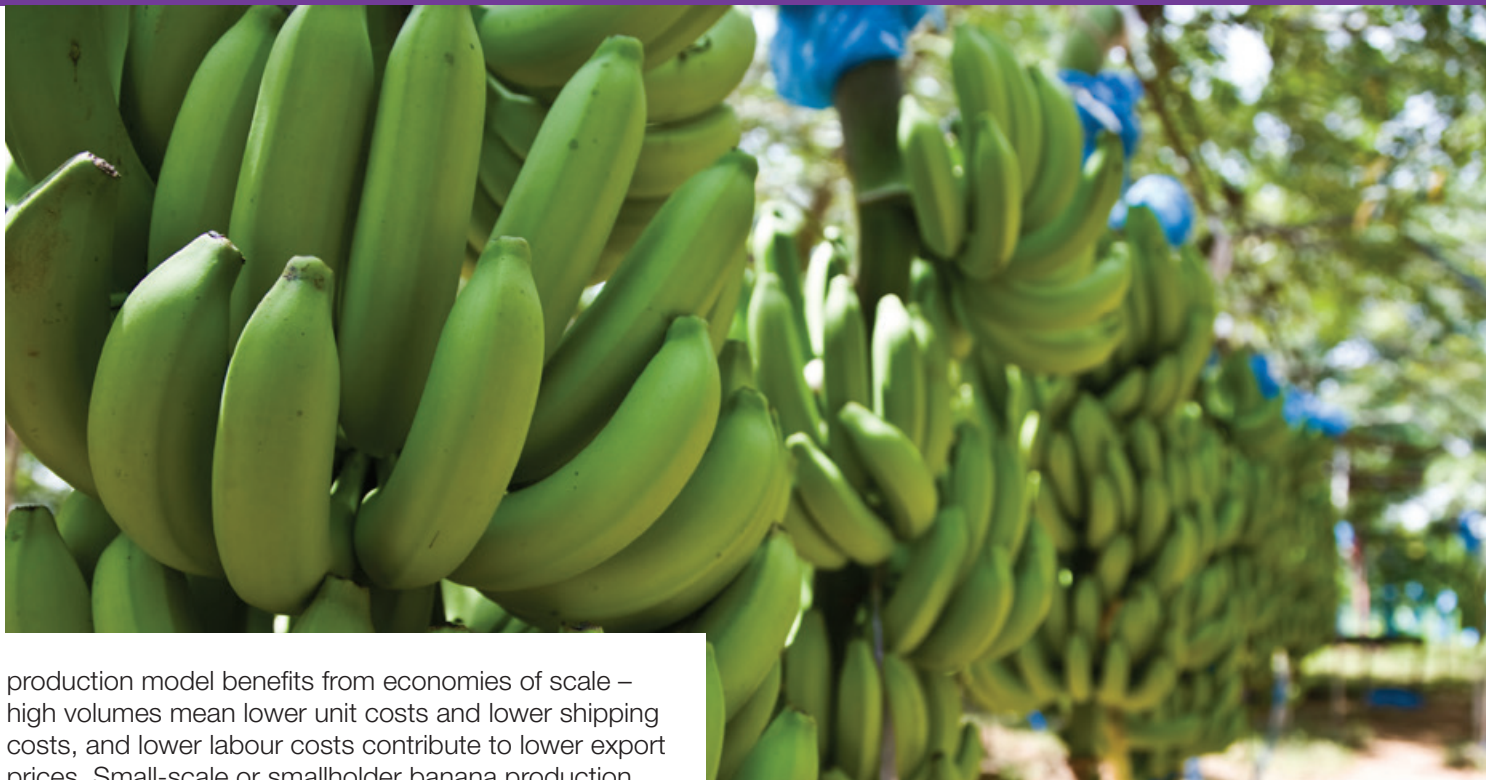 production model benefits from economies of scale –
high volumes mean lower unit costs and lower shipping
costs, and lower labour costs contribute to lower export
prices. Small-scale or smallholder banana production